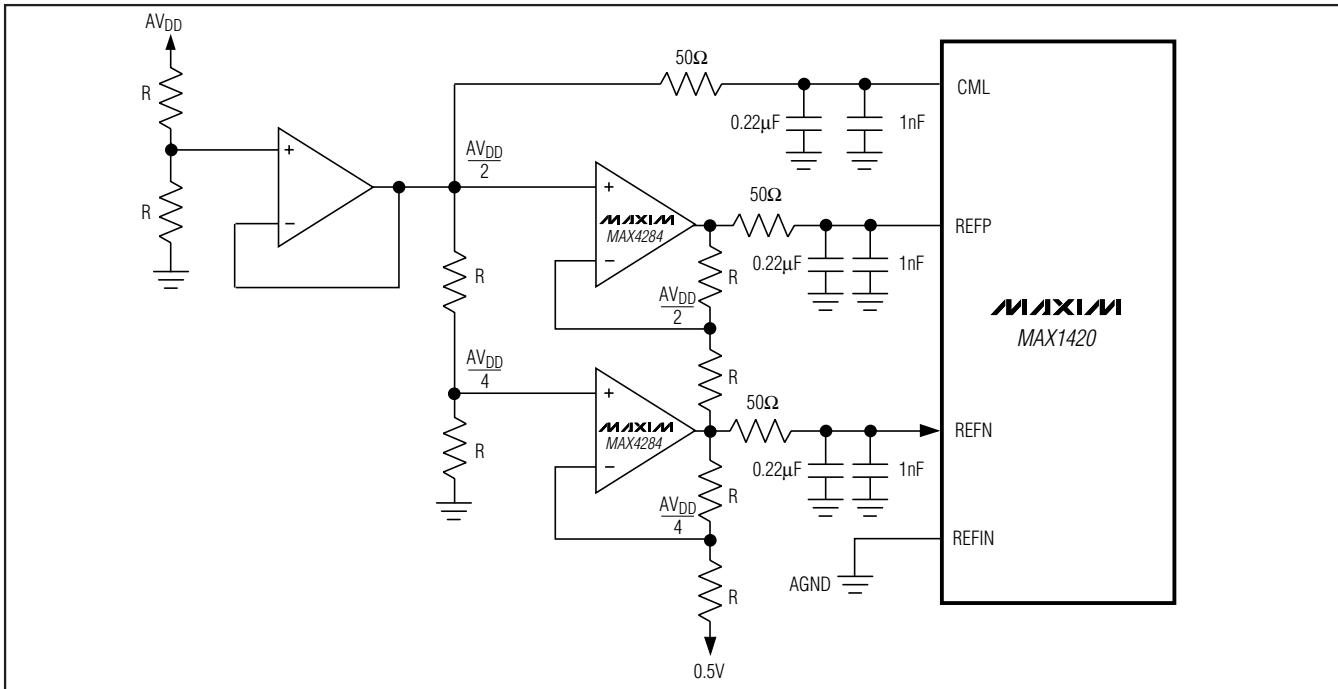 AVDD
R
R
+
−
AVDD
2
50Ω
0.22µF
1nF
CML
+
MAXIM
MAX4284
−
50Ω
0.22µF
1nF
REFP
R
R
AVDD
2
R
AVDD
4
R
+
MAXIM
MAX4284
−
50Ω
0.22µF
1nF
REFN
R
AVDD
4
R
0.5V
MAXIM
MAX1420
REFIN
AGND